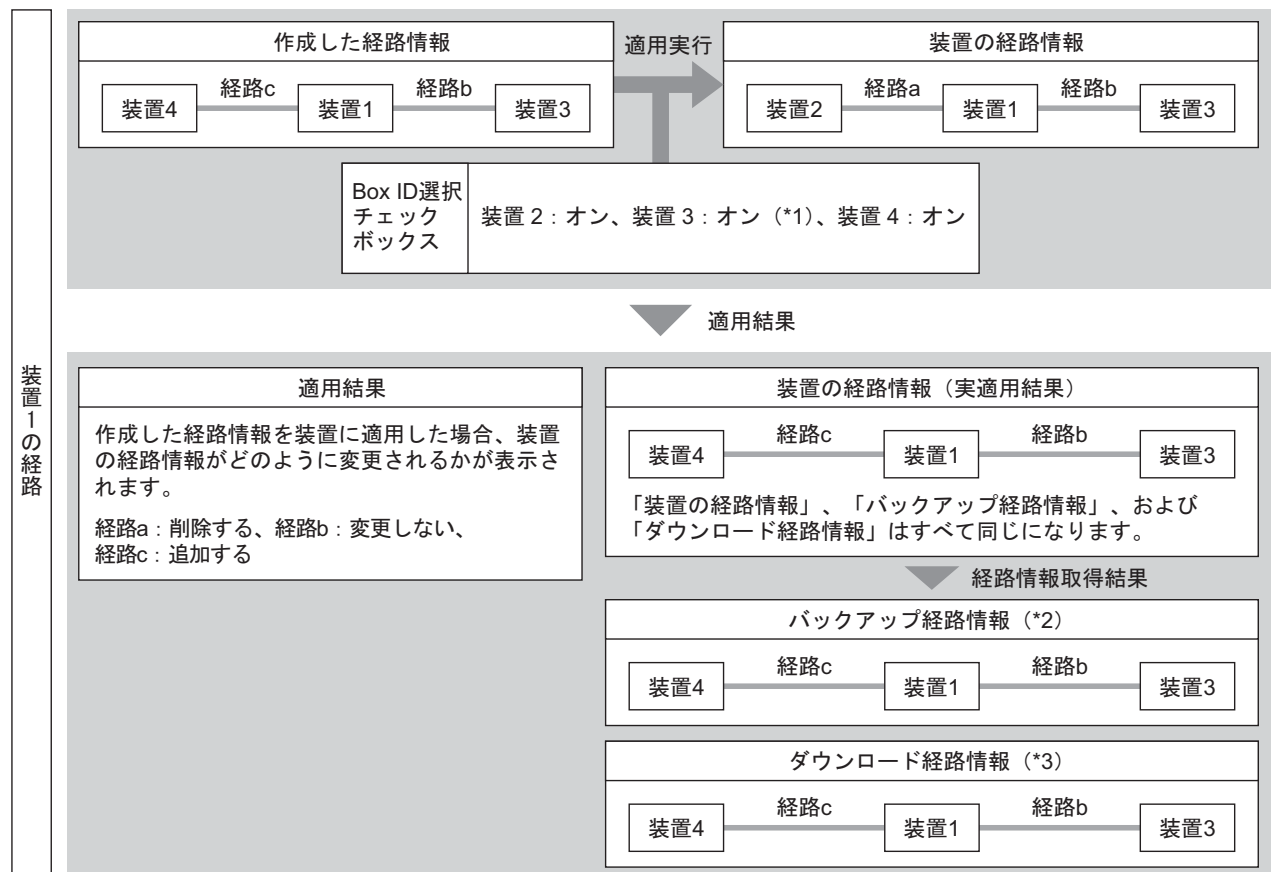 装置1の経路
作成した経路情報
装置4
経路c
装置1
経路b
装置3
適用実行
装置の経路情報
装置2
経路a
装置1
経路b
装置3
Box ID選択
チェック
ボックス
装置 2：オン、装置 3：オン（*1）、装置 4：オン
適用結果
適用結果
作成した経路情報を装置に適用した場合、装置
の経路情報がどのように変更されるかが表示さ
れます。
経路a：削除する、経路b：変更しない、
経路c：追加する
装置の経路情報（実適用結果）
装置4
経路c
装置1
経路b
装置3
「装置の経路情報」、「バックアップ経路情報」、および
「ダウンロード経路情報」はすべて同じになります。
経路情報取得結果
バックアップ経路情報（*2）
装置4
経路c
装置1
経路b
装置3
ダウンロード経路情報（*3）
装置4
経路c
装置1
経路b
装置3